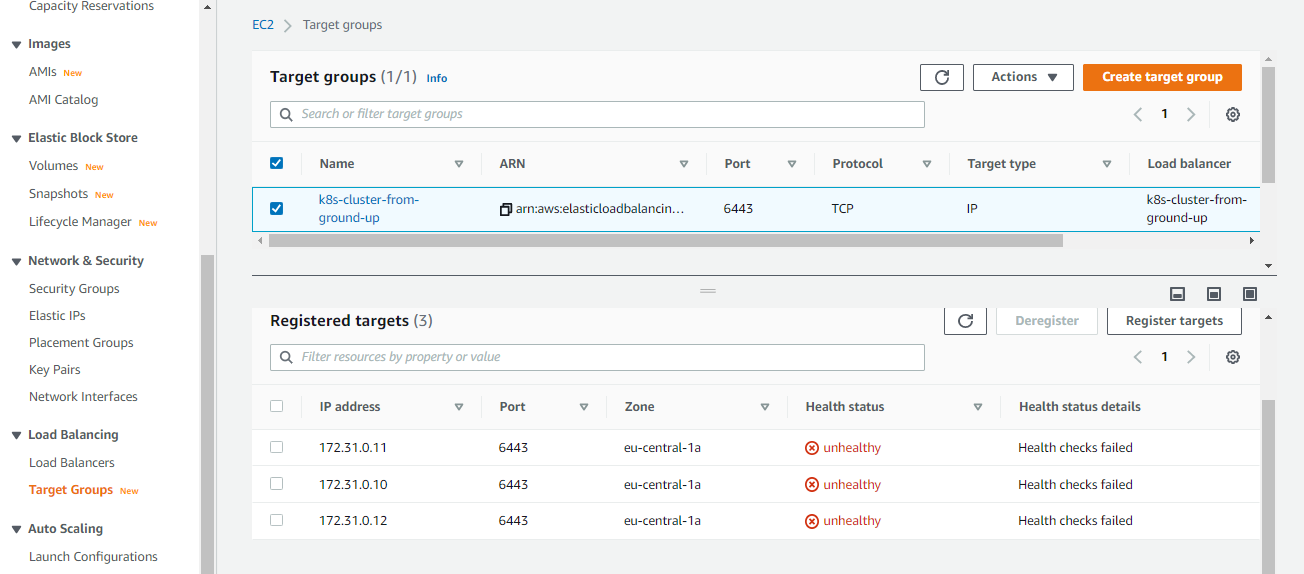 Capacity Reservations
Images
AMIs New
AMI Catalog
Elastic Block Store
Volumes New
Snapshots New
Lifecycle Manager New
Network & Security
Security Groups
Elastic IPs
Placement Groups
Key Pairs
Network Interfaces
Load Balancing
Load Balancers
Target Groups New
Auto Scaling
Launch Configurations
EC2 Target groups
Target groups (1/1) Info
Actions
Create target group
Search or filter target groups
1
Name ARN Port Protocol Target type Load balancer
k8s-cluster-from-
ground-up
arn:aws:elasticloadbalancin... 6443 TCP IP
k8s-cluster-from-
ground-up
Registered targets (3)
Deregister
Register targets
Filter resources by property or value
1
IP address Port Zone Health status Health status details
172.31.0.11 6443 eu-central-1a unhealthy Health checks failed
172.31.0.10 6443 eu-central-1a unhealthy Health checks failed
172.31.0.12 6443 eu-central-1a unhealthy Health checks failed